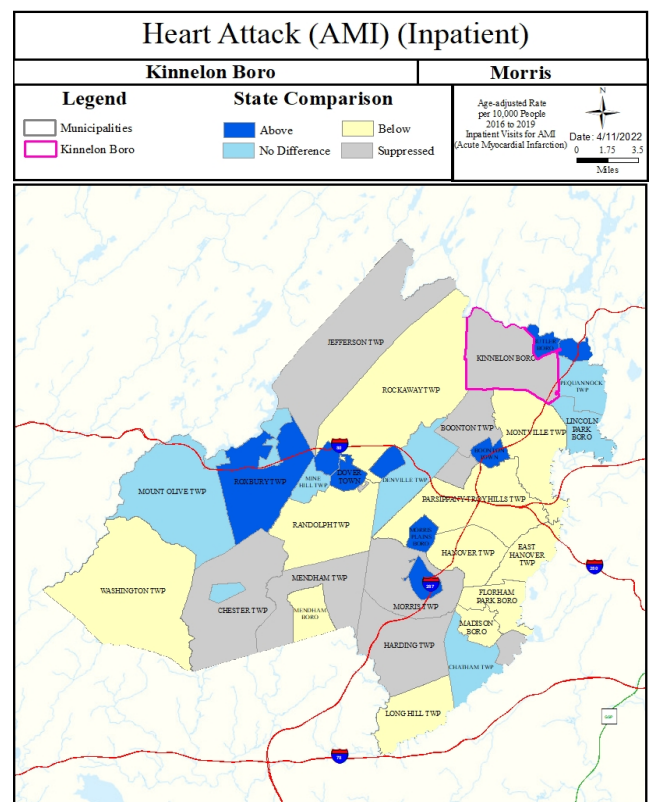 Heart Attack (AMI) (Inpatient)
Kinnelon Boro
Morris
Legend
Municipalities
Kinnelon Boro
State Comparison
Above
Below
No Difference
Suppressed
Age-adjusted Rate
per 10,000 People
2016 to 2019
Inpatient Visits for AMI
(Acute Myocardial Infarction)
N
Date: 4/11/2022
0 1.75 3.5
Miles
JEFFERSON TWP
KINNELON BORO
ROCKAWAY TWP
PEQUANNOCK
TWP
LINCOLN
PARK
BORO
BOONTON TWP
MONTVILLE TWP
BOONTON
TOWN
80
ROXBURY TWP
MINE
HILL TWP
DOVER
TOWN
DENVILLE TWP
MOUNT OLIVE TWP
PARSIPPANY-TROY HILLS TWP
RANDOLPH TWP
MORRIS
PLAINS
BORO
HANOVER TWP
EAST
HANOVER
TWP
280
WASHINGTON TWP
MENDHAM TWP
287
FLORHAM
PARK BORO
CHESTER TWP
MENDHAM
BORO
MORRIS TWP
MADISON
BORO
HARDING TWP
CHATHAM TWP
LONG HILL TWP
GSP
78